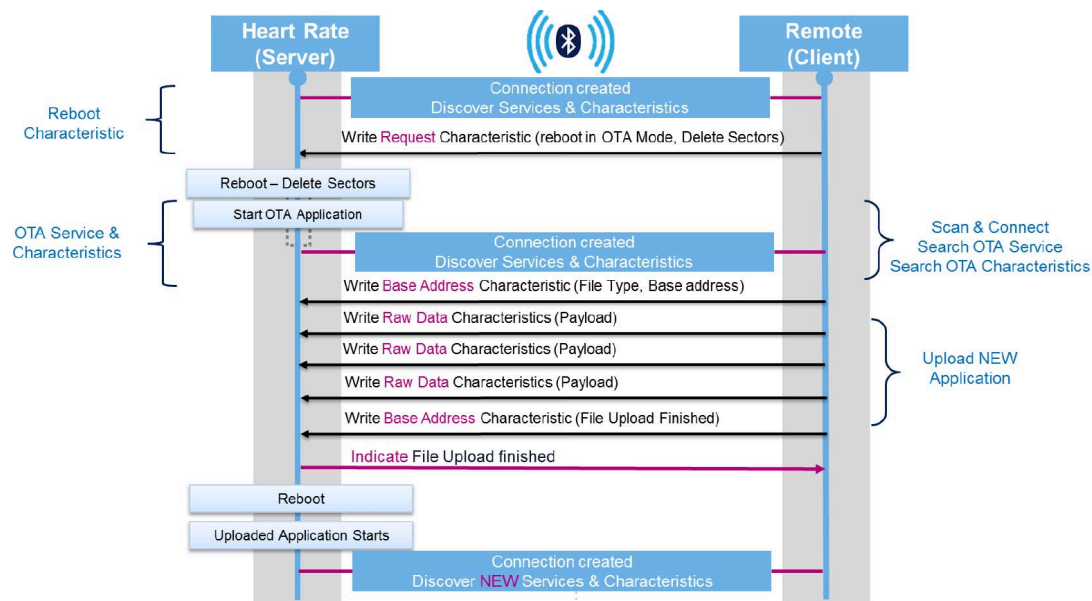 Heart Rate
(Server)
Remote
(Client)
Connection created
Discover Services & Characteristics
Reboot
Characteristic
Write Request Characteristic (reboot in OTA Mode, Delete Sectors)
Reboot – Delete Sectors
Start OTA Application
OTA Service &
Characteristics
Scan & Connect
Search OTA Service
Search OTA Characteristics
Connection created
Discover Services & Characteristics
Write Base Address Characteristic (File Type, Base address)
Write Raw Data Characteristics (Payload)
Write Raw Data Characteristics (Payload)
Write Raw Data Characteristics (Payload)
Upload NEW
Application
Write Base Address Characteristic (File Upload Finished)
Indicate File Upload finished
Reboot
Uploaded Application Starts
Connection created
Discover NEW Services & Characteristics